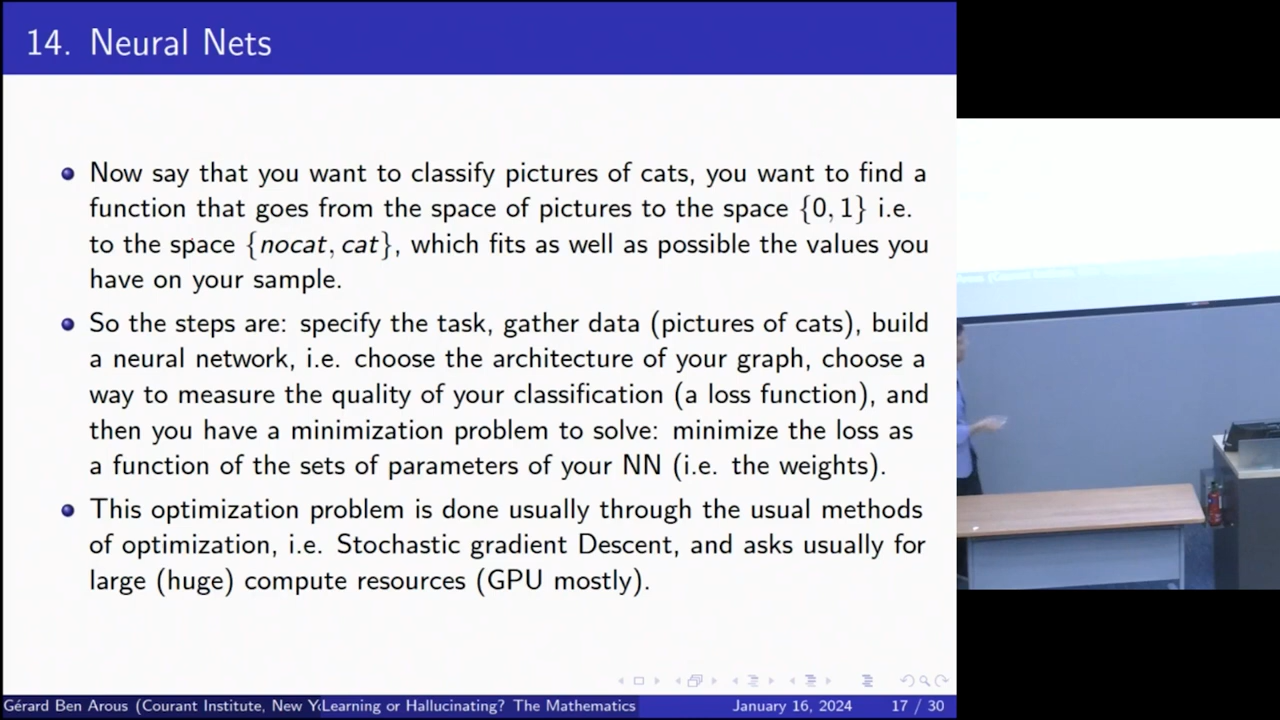 14. Neural Nets
Now say that you want to classify pictures of cats, you want to find a
function that goes from the space of pictures to the space {0, 1} i.e.
to the space {nocat, cat}, which fits as well as possible the values you
have on your sample.
So the steps are: specify the task, gather data (pictures of cats), build
a neural network, i.e. choose the architecture of your graph, choose a
way to measure the quality of your classification (a loss function), and
then you have a minimization problem to solve: minimize the loss as
a function of the sets of parameters of your NN (i.e. the weights).
This optimization problem is done usually through the usual methods
of optimization, i.e. Stochastic gradient Descent, and asks usually for
large (huge) compute resources (GPU mostly).
Gérard Ben Arous (Courant Institute, New Y Learning or Hallucinating? The Mathematics January 16, 2024 17 / 30